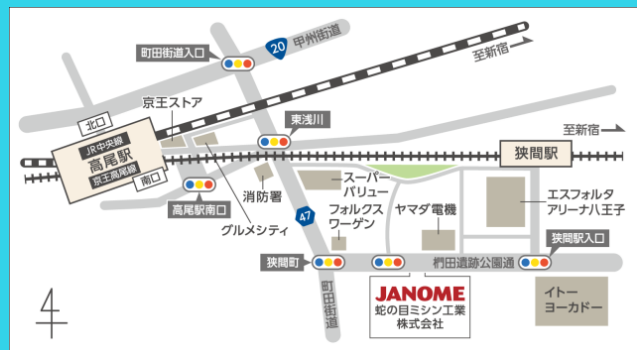 甲州街道
20
町田街道入口
至新宿
京王ストア
北口
東浅川
JR中央線
高尾駅
京王高尾線
南口
至新宿
狭間駅
消防署
高尾駅南口
グルメシティ
スーパー
バリュー
47
フォルクス
ワーゲン
ヤマダ電機
エスフォルタ
アリーナ八王子
狭間駅入口
狭間町
椚田遺跡公園通
町田街道
JANOME
蛇の目ミシン工業
株式会社
イトー
ヨーカドー